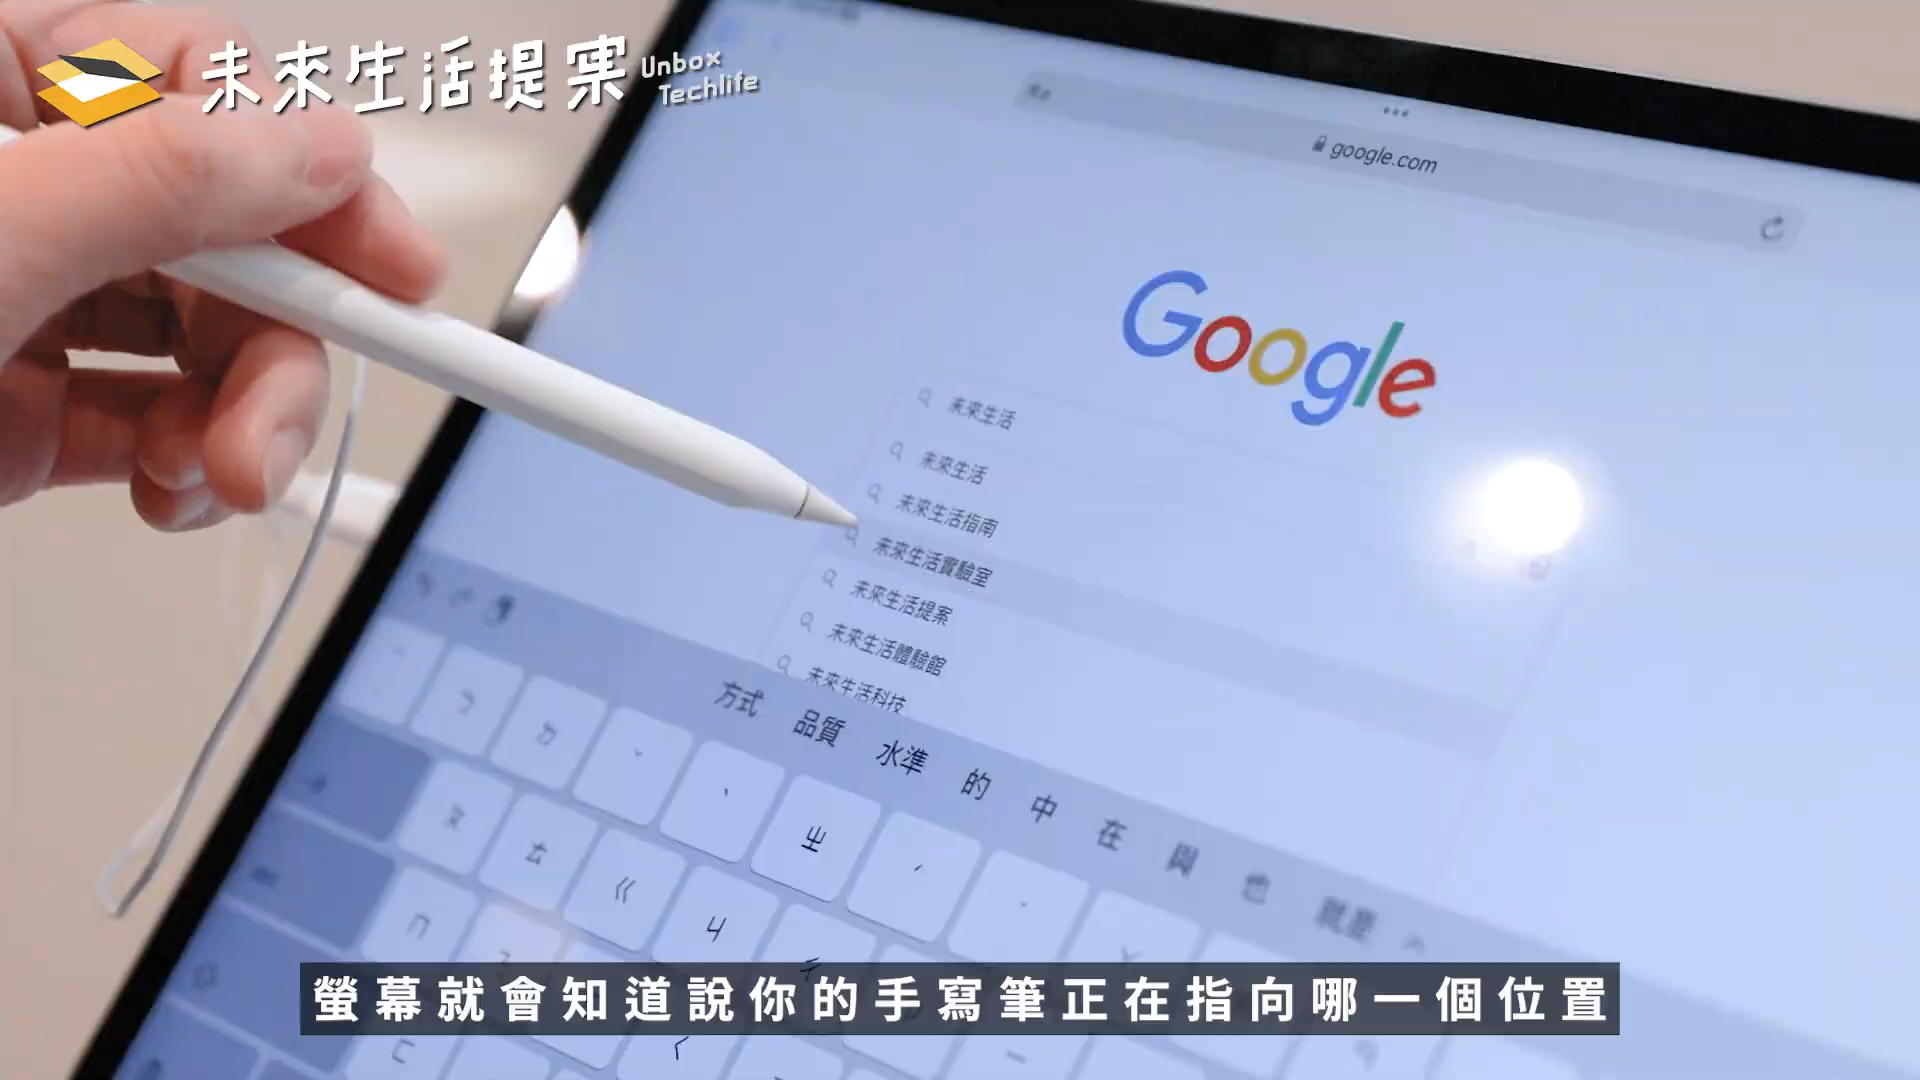 未來生活提案
Unbox
Techlife
google.com
Google
未來生活
未來生活
未來生活指南
未來生活實驗室
未來生活提案
未來生活體驗館
未來生活科技
方式 品質 水準 的 中 在 與 也 就是
ㄅ ㄉ ˇ ˋ ㄓ ˊ ˙ ㄚ
ㄆ ㄊ ㄍ ㄐ ㄔ
ㄇ
ㄈ ㄑ ㄧ
螢幕就會知道說你的手寫筆正在指向哪一個位置